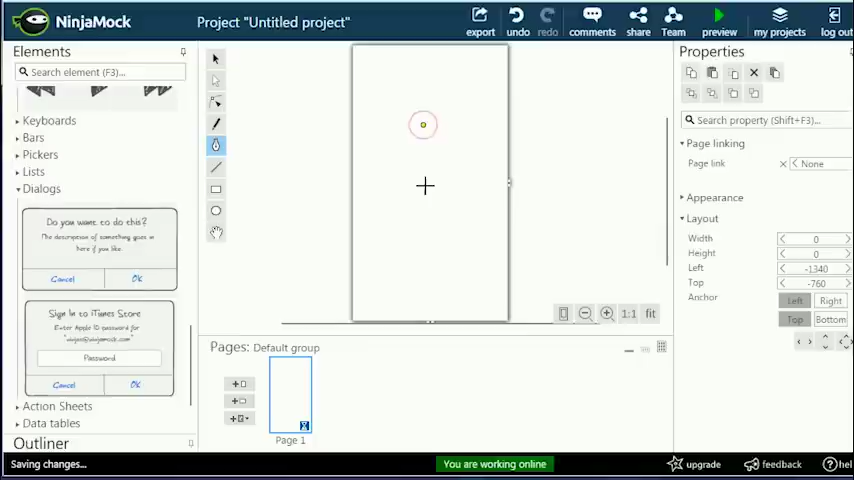 NinjaMock
Project "Untitled project"
export
undo
redo
comments
share
Team
preview
my projects
log out
Elements
Search element (F3)...
Keyboards
Bars
Pickers
Lists
Dialogs
Do you want to do this?
The description of something goes in
here if you like.
Cancel
OK
Sign In to iTunes Store
Enter Apple ID password for
"ninjas@ninjamock.com"
Password
Cancel
OK
Action Sheets
Data tables
Outliner
1:1
fit
Pages: Default group
Page 1
Properties
Search property (Shift+F3)...
Page linking
Page link
None
Appearance
Layout
Width
0
Height
0
Left
-1340
Top
-760
Anchor
Left
Right
Top
Bottom
Saving changes...
You are working online
upgrade
feedback
hel